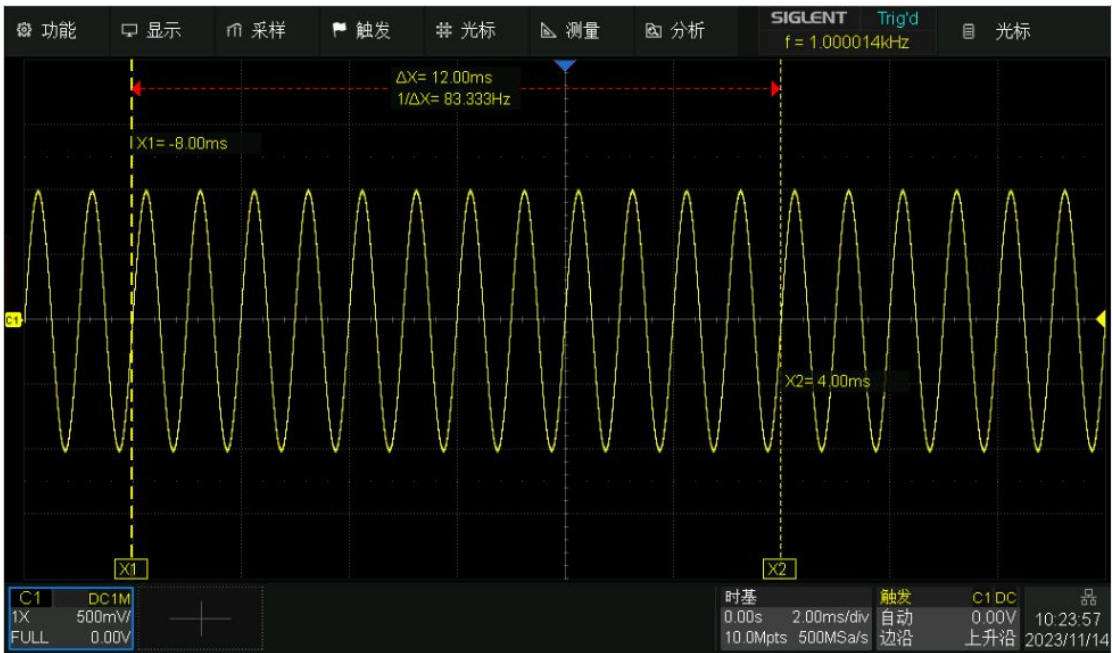 功能 显示 采样 触发 光标 测量 分析 SIGLENT Trig'd 光标
f = 1.000014kHz
ΔX= 12.00ms
1/ΔX= 83.333Hz
X1= -8.00ms
C1
X2= 4.00ms
X1 X2
C1 DC1M 时基 触发 C1 DC
1X 500mV/ 0.00s 2.00ms/div 自动 0.00V 10:23:57
FULL 0.00V 10.0Mpts 500MSa/s 边沿 上升沿 2023/11/14